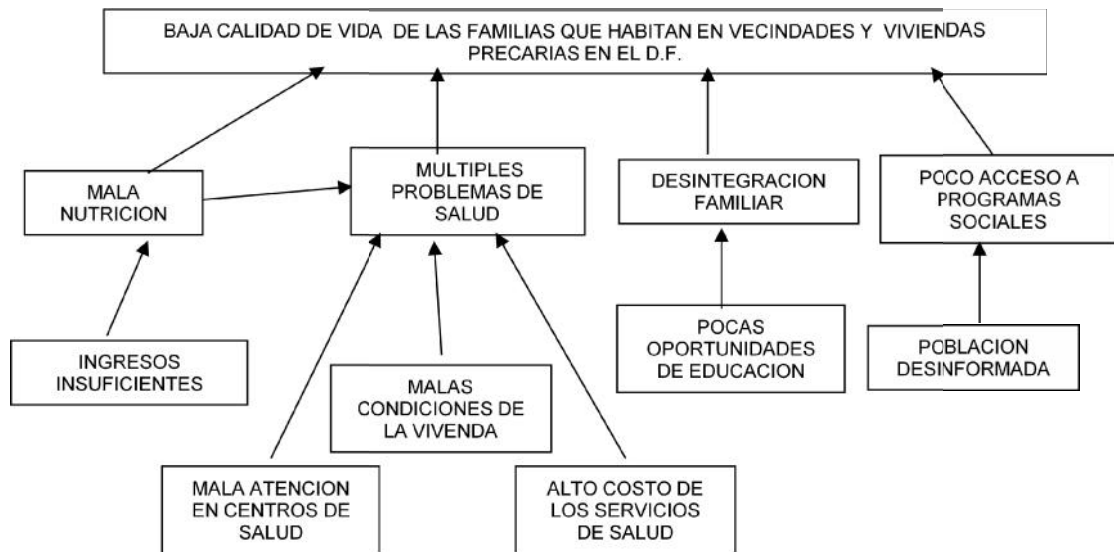 BAJA CALIDAD DE VIDA DE LAS FAMILIAS QUE HABITAN EN VECINDADES Y VIVIENDAS
PRECARIAS EN EL D.F.
MALA
NUTRICION
MULTIPLES
PROBLEMAS DE
SALUD
DESINTEGRACION
FAMILIAR
POCO ACCESO A
PROGRAMAS
SOCIALES
INGRESOS
INSUFICIENTES
MALAS
CONDICIONES DE
LA VIVENDA
POCAS
OPORTUNIDADES
DE EDUCACION
POBLACION
DESINFORMADA
MALA ATENCION
EN CENTROS DE
SALUD
ALTO COSTO DE
LOS SERVICIOS
DE SALUD